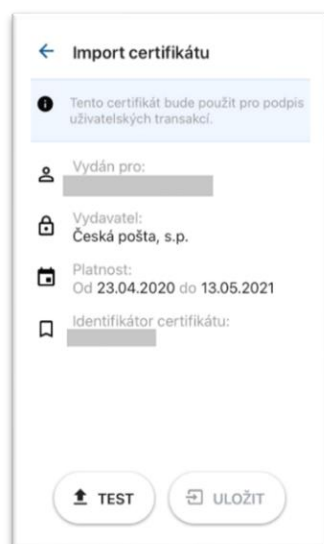 Import certifikátu
Tento certifikát bude použit pro podpis
uživatelských transakcí.
Vydán pro:
Vydavatel:
Česká pošta, s.p.
Platnost:
Od 23.04.2020 do 13.05.2021
Identifikátor certifikátu:
TEST
ULOŽIT